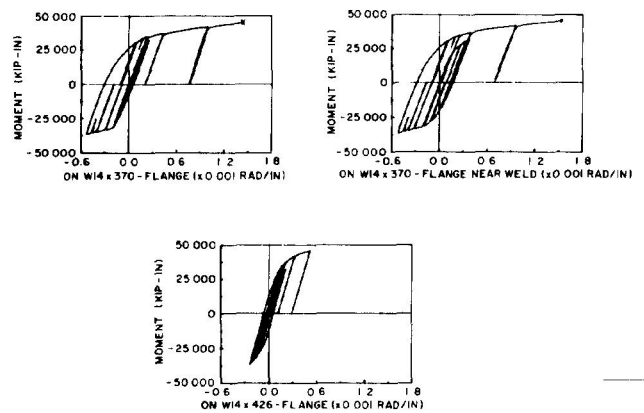 50 000
25 000
0
-25 000
-50 000
MOMENT (KIP-IN)
-0.6 0.0 0.6 1.2 1.8
ON W14 x 370-FLANGE (x0 001 RAD/IN)
50 000
25 000
0
-25 000
-50 000
MOMENT (KIP-IN)
-0.6 0.0 0.6 1.2 1.8
ON W14 x 370-FLANGE NEAR WELD (x0 001 RAD/IN)
50 000
25 000
0
-25 000
-50 000
MOMENT (KIP-IN)
-0.6 0.0 0.6 1.2 1.8
ON W14 x 426-FLANGE (x0 001 RAD/IN)